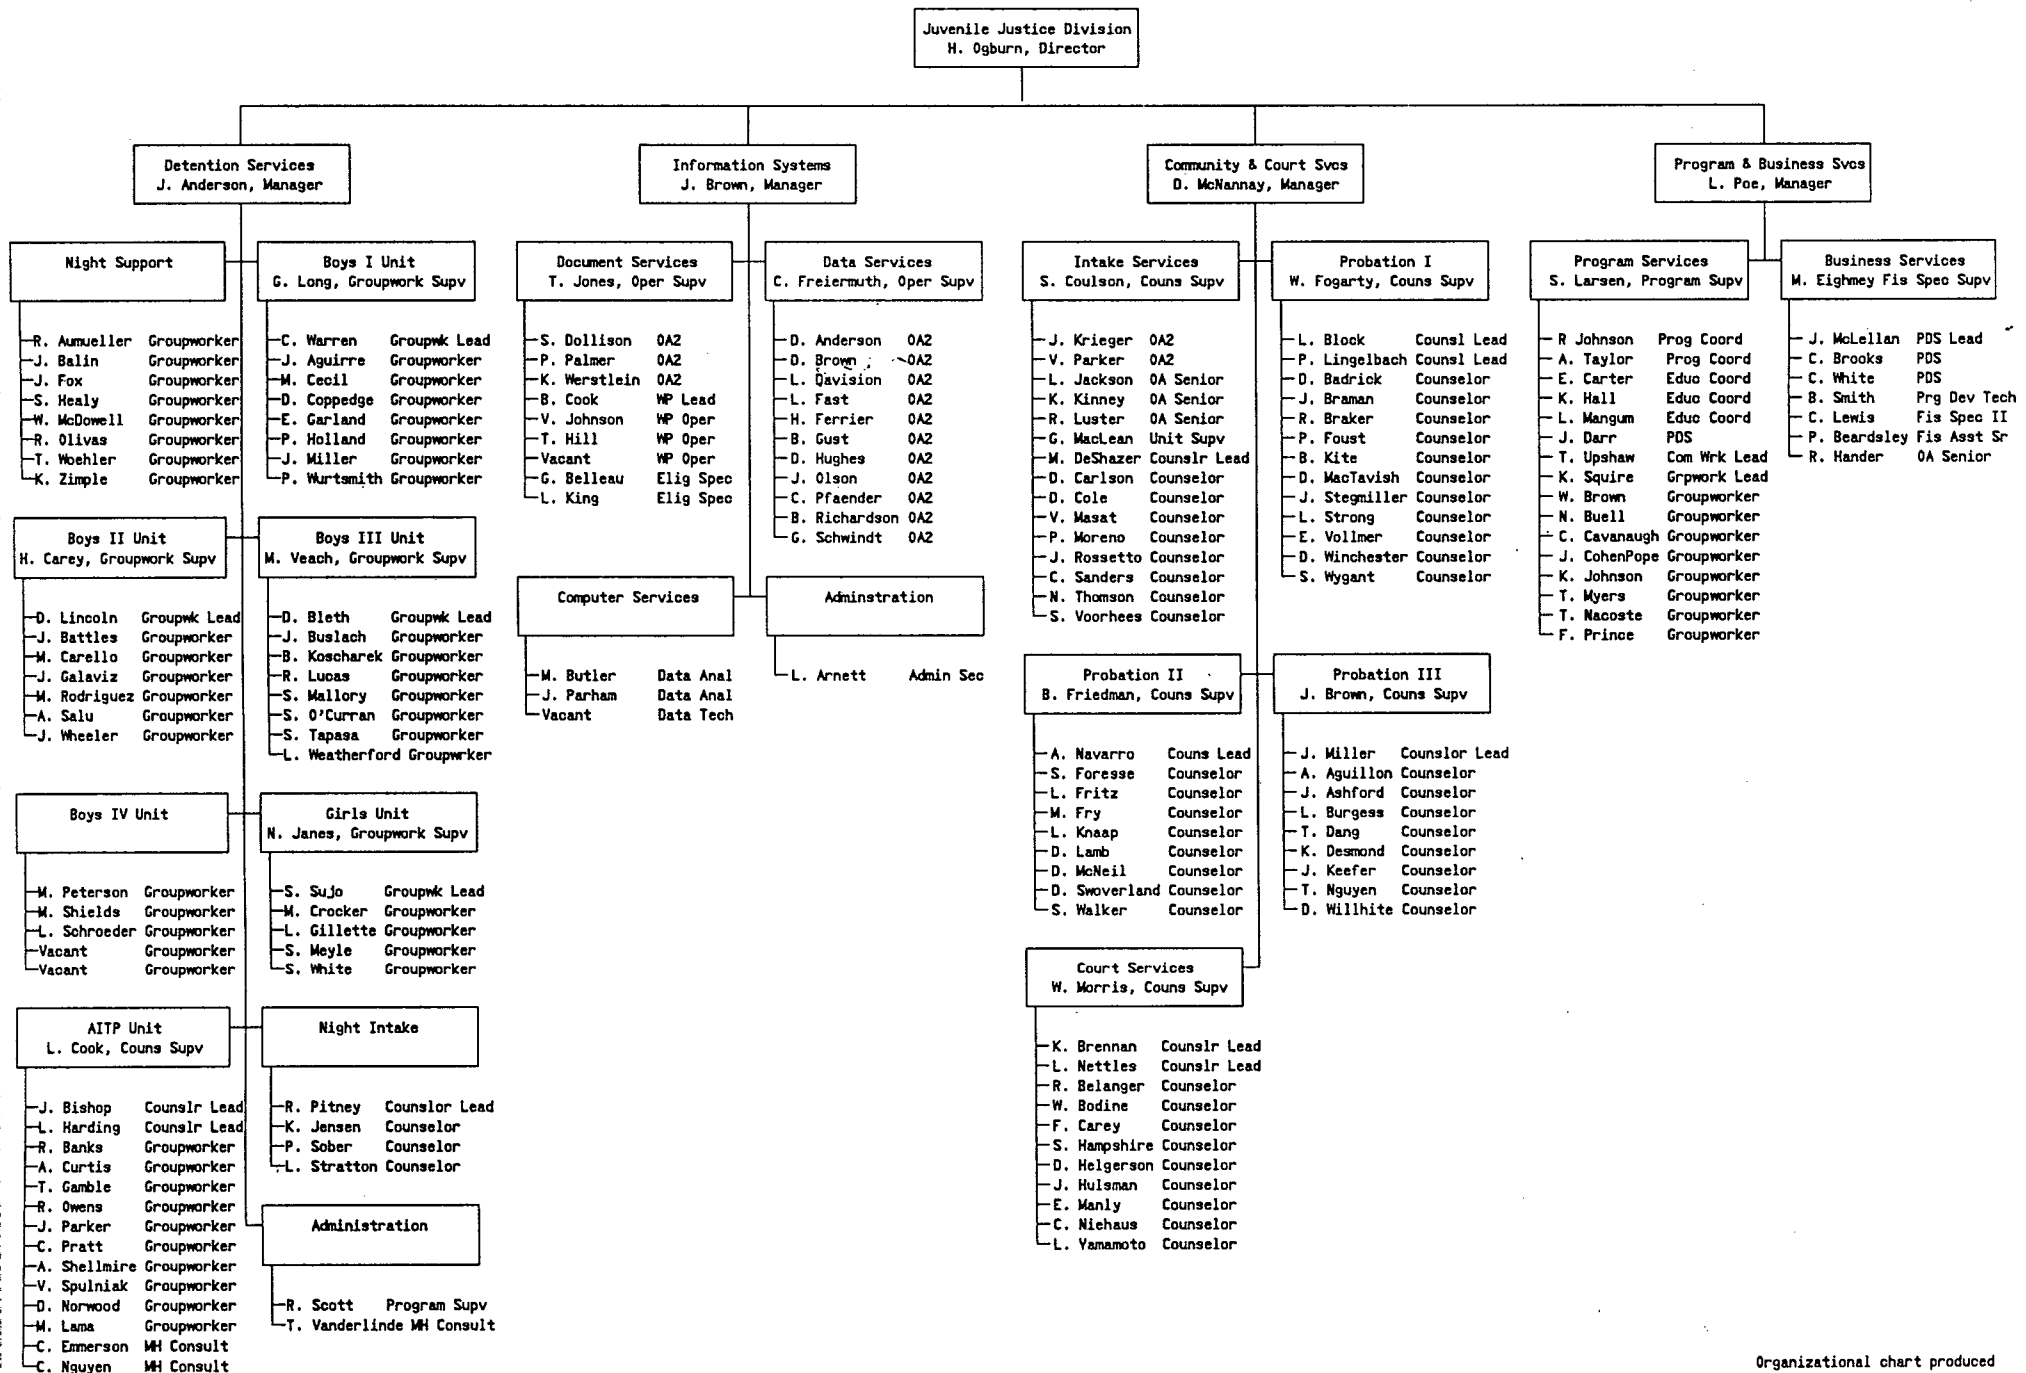 Juvenile Justice Division
H. Ogburn, Director
Detention Services
J. Anderson, Manager
Night Support
R. Aumueller Groupworker
J. Balin Groupworker
J. Fox Groupworker
S. Healy Groupworker
W. McDowell Groupworker
R. Olivas Groupworker
T. Woehler Groupworker
K. Zimple Groupworker
Boys I Unit
G. Long, Groupwork Supv
C. Warren Groupwk Lead
J. Aguirre Groupworker
M. Cecil Groupworker
D. Coppedge Groupworker
E. Garland Groupworker
P. Holland Groupworker
J. Miller Groupworker
P. Wurtsmith Groupworker
Boys II Unit
H. Carey, Groupwork Supv
D. Lincoln Groupwk Lead
J. Battles Groupworker
M. Carello Groupworker
J. Galaviz Groupworker
M. Rodriguez Groupworker
A. Salu Groupworker
J. Wheeler Groupworker
Boys III Unit
M. Veach, Groupwork Supv
D. Bleth Groupwk Lead
J. Buslach Groupworker
B. Koscharek Groupworker
R. Lucas Groupworker
S. Mallory Groupworker
S. O'Curran Groupworker
S. Tapasa Groupworker
L. Weatherford Groupwrker
Boys IV Unit
M. Peterson Groupworker
M. Shields Groupworker
L. Schroeder Groupworker
Vacant Groupworker
Vacant Groupworker
Girls Unit
N. Janes, Groupwork Supv
S. Sujo Groupwk Lead
M. Crocker Groupworker
L. Gillette Groupworker
S. Meyle Groupworker
S. White Groupworker
AITP Unit
L. Cook, Couns Supv
J. Bishop Counslr Lead
L. Harding Counslr Lead
R. Banks Groupworker
A. Curtis Groupworker
T. Gamble Groupworker
R. Owens Groupworker
J. Parker Groupworker
C. Pratt Groupworker
A. Shellmire Groupworker
V. Spulniak Groupworker
D. Norwood Groupworker
M. Lama Groupworker
C. Emmerson MH Consult
C. Nguyen MH Consult
Night Intake
R. Pitney Counslor Lead
K. Jensen Counselor
P. Sober Counselor
L. Stratton Counselor
Administration
R. Scott Program Supv
T. Vanderlinde MH Consult
Information Systems
J. Brown, Manager
Document Services
T. Jones, Oper Supv
S. Dollison OA2
P. Palmer OA2
K. Werstlein OA2
B. Cook WP Lead
V. Johnson WP Oper
T. Hill WP Oper
Vacant WP Oper
G. Belleau Elig Spec
L. King Elig Spec
Data Services
C. Freiermuth, Oper Supv
D. Anderson OA2
D. Brown OA2
L. Davision OA2
L. Fast OA2
H. Ferrier OA2
B. Gust OA2
D. Hughes OA2
J. Olson OA2
C. Pfaender OA2
B. Richardson OA2
G. Schwindt OA2
Computer Services
M. Butler Data Anal
J. Parham Data Anal
Vacant Data Tech
Adminstration
L. Arnett Admin Sec
Community & Court Svcs
D. McNannay, Manager
Intake Services
S. Coulson, Couns Supv
J. Krieger OA2
V. Parker OA2
L. Jackson OA Senior
K. Kinney OA Senior
R. Luster OA Senior
G. MacLean Unit Supv
M. DeShazer Counslr Lead
D. Carlson Counselor
D. Cole Counselor
V. Masat Counselor
P. Moreno Counselor
J. Rossetto Counselor
C. Sanders Counselor
N. Thomson Counselor
S. Voorhees Counselor
Probation I
W. Fogarty, Couns Supv
L. Block Counsl Lead
P. Lingelbach Counsl Lead
D. Badrick Counselor
J. Braman Counselor
R. Braker Counselor
P. Foust Counselor
B. Kite Counselor
D. MacTavish Counselor
J. Stegmiller Counselor
L. Strong Counselor
E. Vollmer Counselor
D. Winchester Counselor
S. Wygant Counselor
Probation II
B. Friedman, Couns Supv
A. Navarro Couns Lead
S. Foresse Counselor
L. Fritz Counselor
M. Fry Counselor
L. Knaap Counselor
D. Lamb Counselor
D. McNeil Counselor
D. Swoverland Counselor
S. Walker Counselor
Probation III
J. Brown, Couns Supv
J. Miller Counslor Lead
A. Aguillon Counselor
J. Ashford Counselor
L. Burgess Counselor
T. Dang Counselor
K. Desmond Counselor
J. Keefer Counselor
T. Nguyen Counselor
D. Willhite Counselor
Court Services
W. Morris, Couns Supv
K. Brennan Counslr Lead
L. Nettles Counslr Lead
R. Belanger Counselor
W. Bodine Counselor
F. Carey Counselor
S. Hampshire Counselor
D. Helgerson Counselor
J. Hulsman Counselor
E. Manly Counselor
C. Niehaus Counselor
L. Yamamoto Counselor
Program & Business Svcs
L. Poe, Manager
Program Services
S. Larsen, Program Supv
R Johnson Prog Coord
A. Taylor Prog Coord
E. Carter Educ Coord
K. Hall Educ Coord
L. Mangum Educ Coord
J. Darr PDS
T. Upshaw Com Wrk Lead
K. Squire Grpwork Lead
W. Brown Groupworker
N. Buell Groupworker
C. Cavanaugh Groupworker
J. CohenPope Groupworker
K. Johnson Groupworker
T. Myers Groupworker
T. Nacoste Groupworker
F. Prince Groupworker
Business Services
M. Eighmey Fis Spec Supv
J. McLellan PDS Lead
C. Brooks PDS
C. White PDS
B. Smith Prg Dev Tech
C. Lewis Fis Spec II
P. Beardsley Fis Asst Sr
R. Hander OA Senior
Organizational chart produced